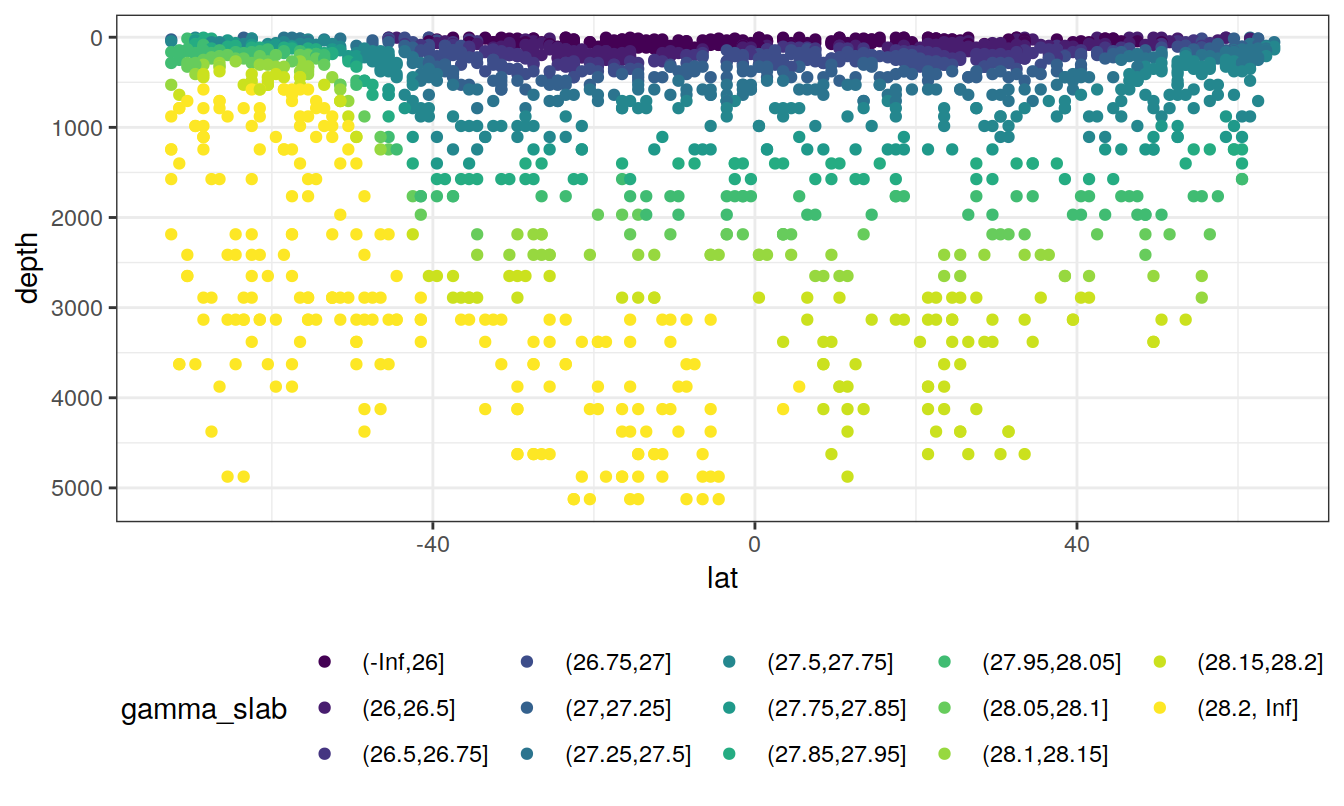 0
1000
2000
3000
4000
5000
depth
-40 0 40
lat
gamma_slab
(-Inf,26] (26.75,27] (27.5,27.75] (27.95,28.05] (28.15,28.2]
(26,26.5] (27,27.25] (27.75,27.85] (28.05,28.1] (28.2, Inf]
(26.5,26.75] (27.25,27.5] (27.85,27.95] (28.1,28.15]